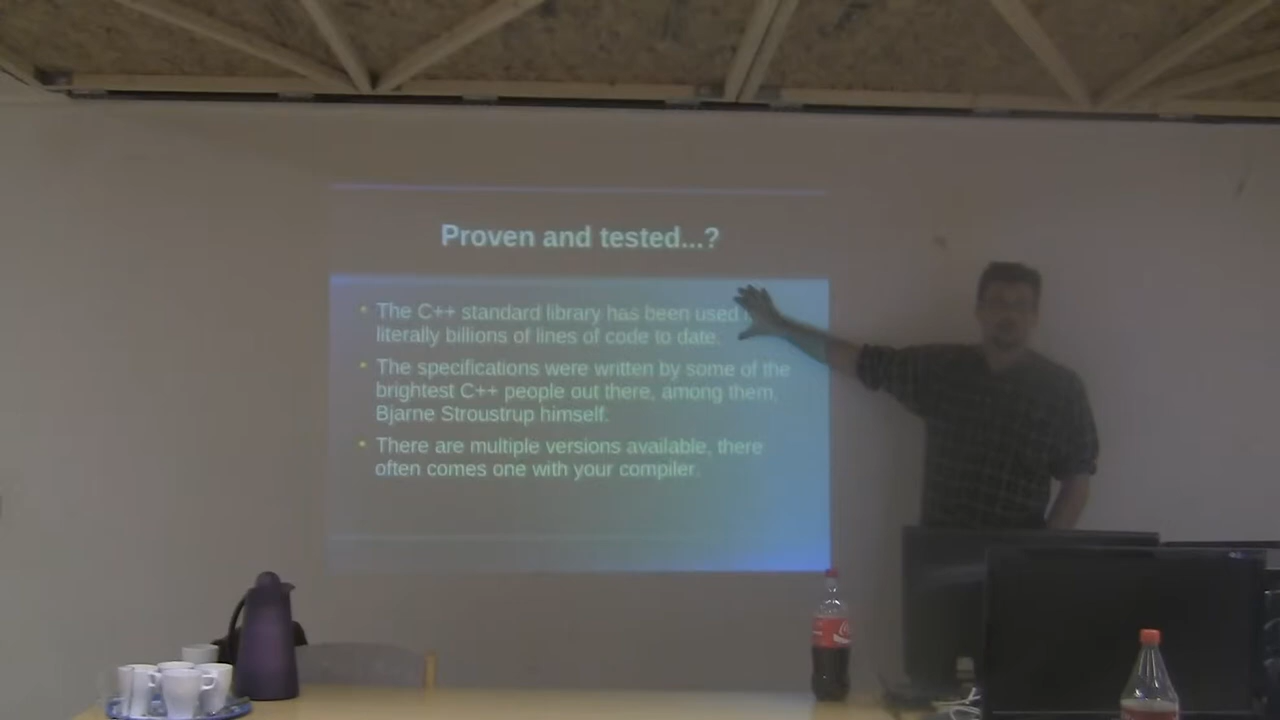 Proven and tested...?
• The C++ standard library has been used
literally billions of lines of code to date.
• The specifications were written by some of the
brightest C++ people out there, among them,
Bjarne Stroustrup himself.
• There are multiple versions available, there
often comes one with your compiler.